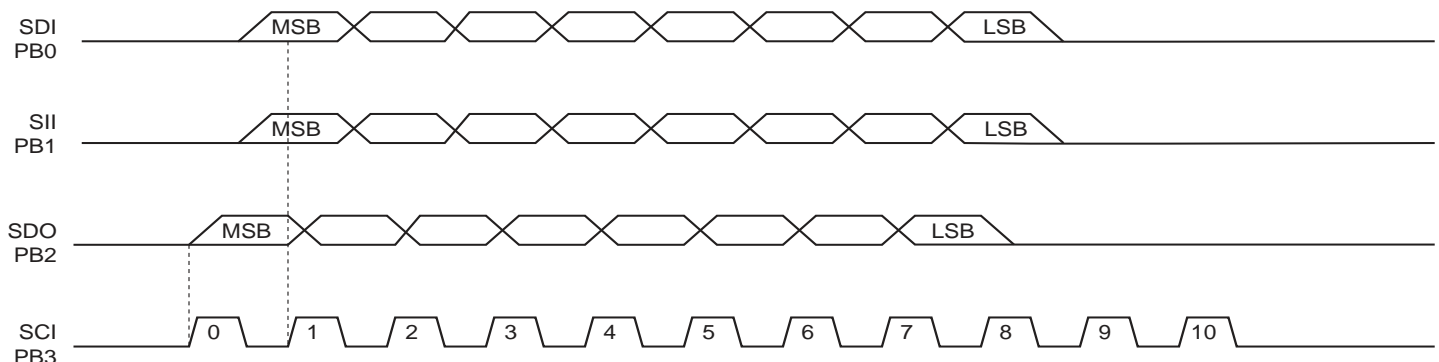 SDI
PB0
MSB
LSB
SII
PB1
MSB
LSB
SDO
PB2
MSB
LSB
SCI
PB3
0 1 2 3 4 5 6 7 8 9 10